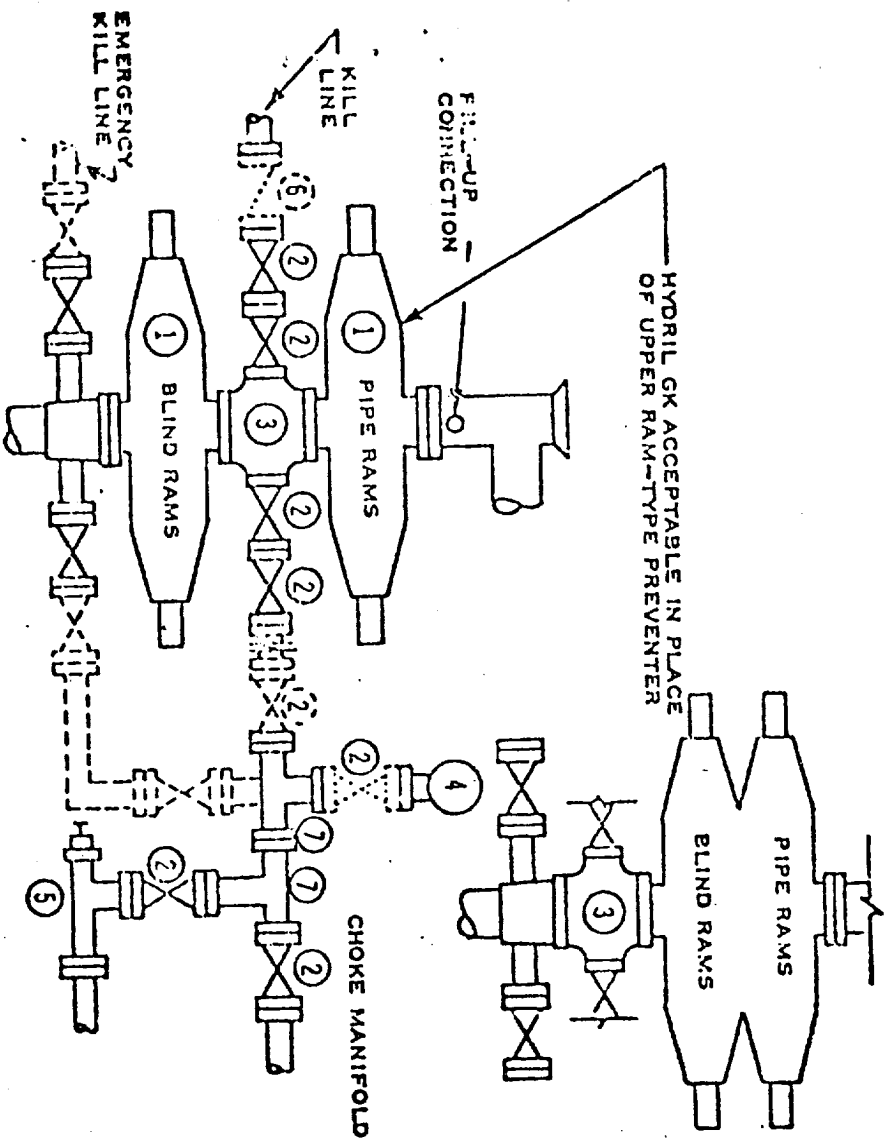 HYDRIL GK ACCEPTABLE IN PLACE
OF UPPER RAM-TYPE PREVENTER
FILL-UP
CONNECTION
KILL
LINE
EMERGENCY
KILL LINE
1
PIPE RAMS
6
2
2
3
2
2
2
2
4
7
7
2
2
5
1
BLIND RAMS
CHOKE MANIFOLD
PIPE RAMS
BLIND RAMS
3